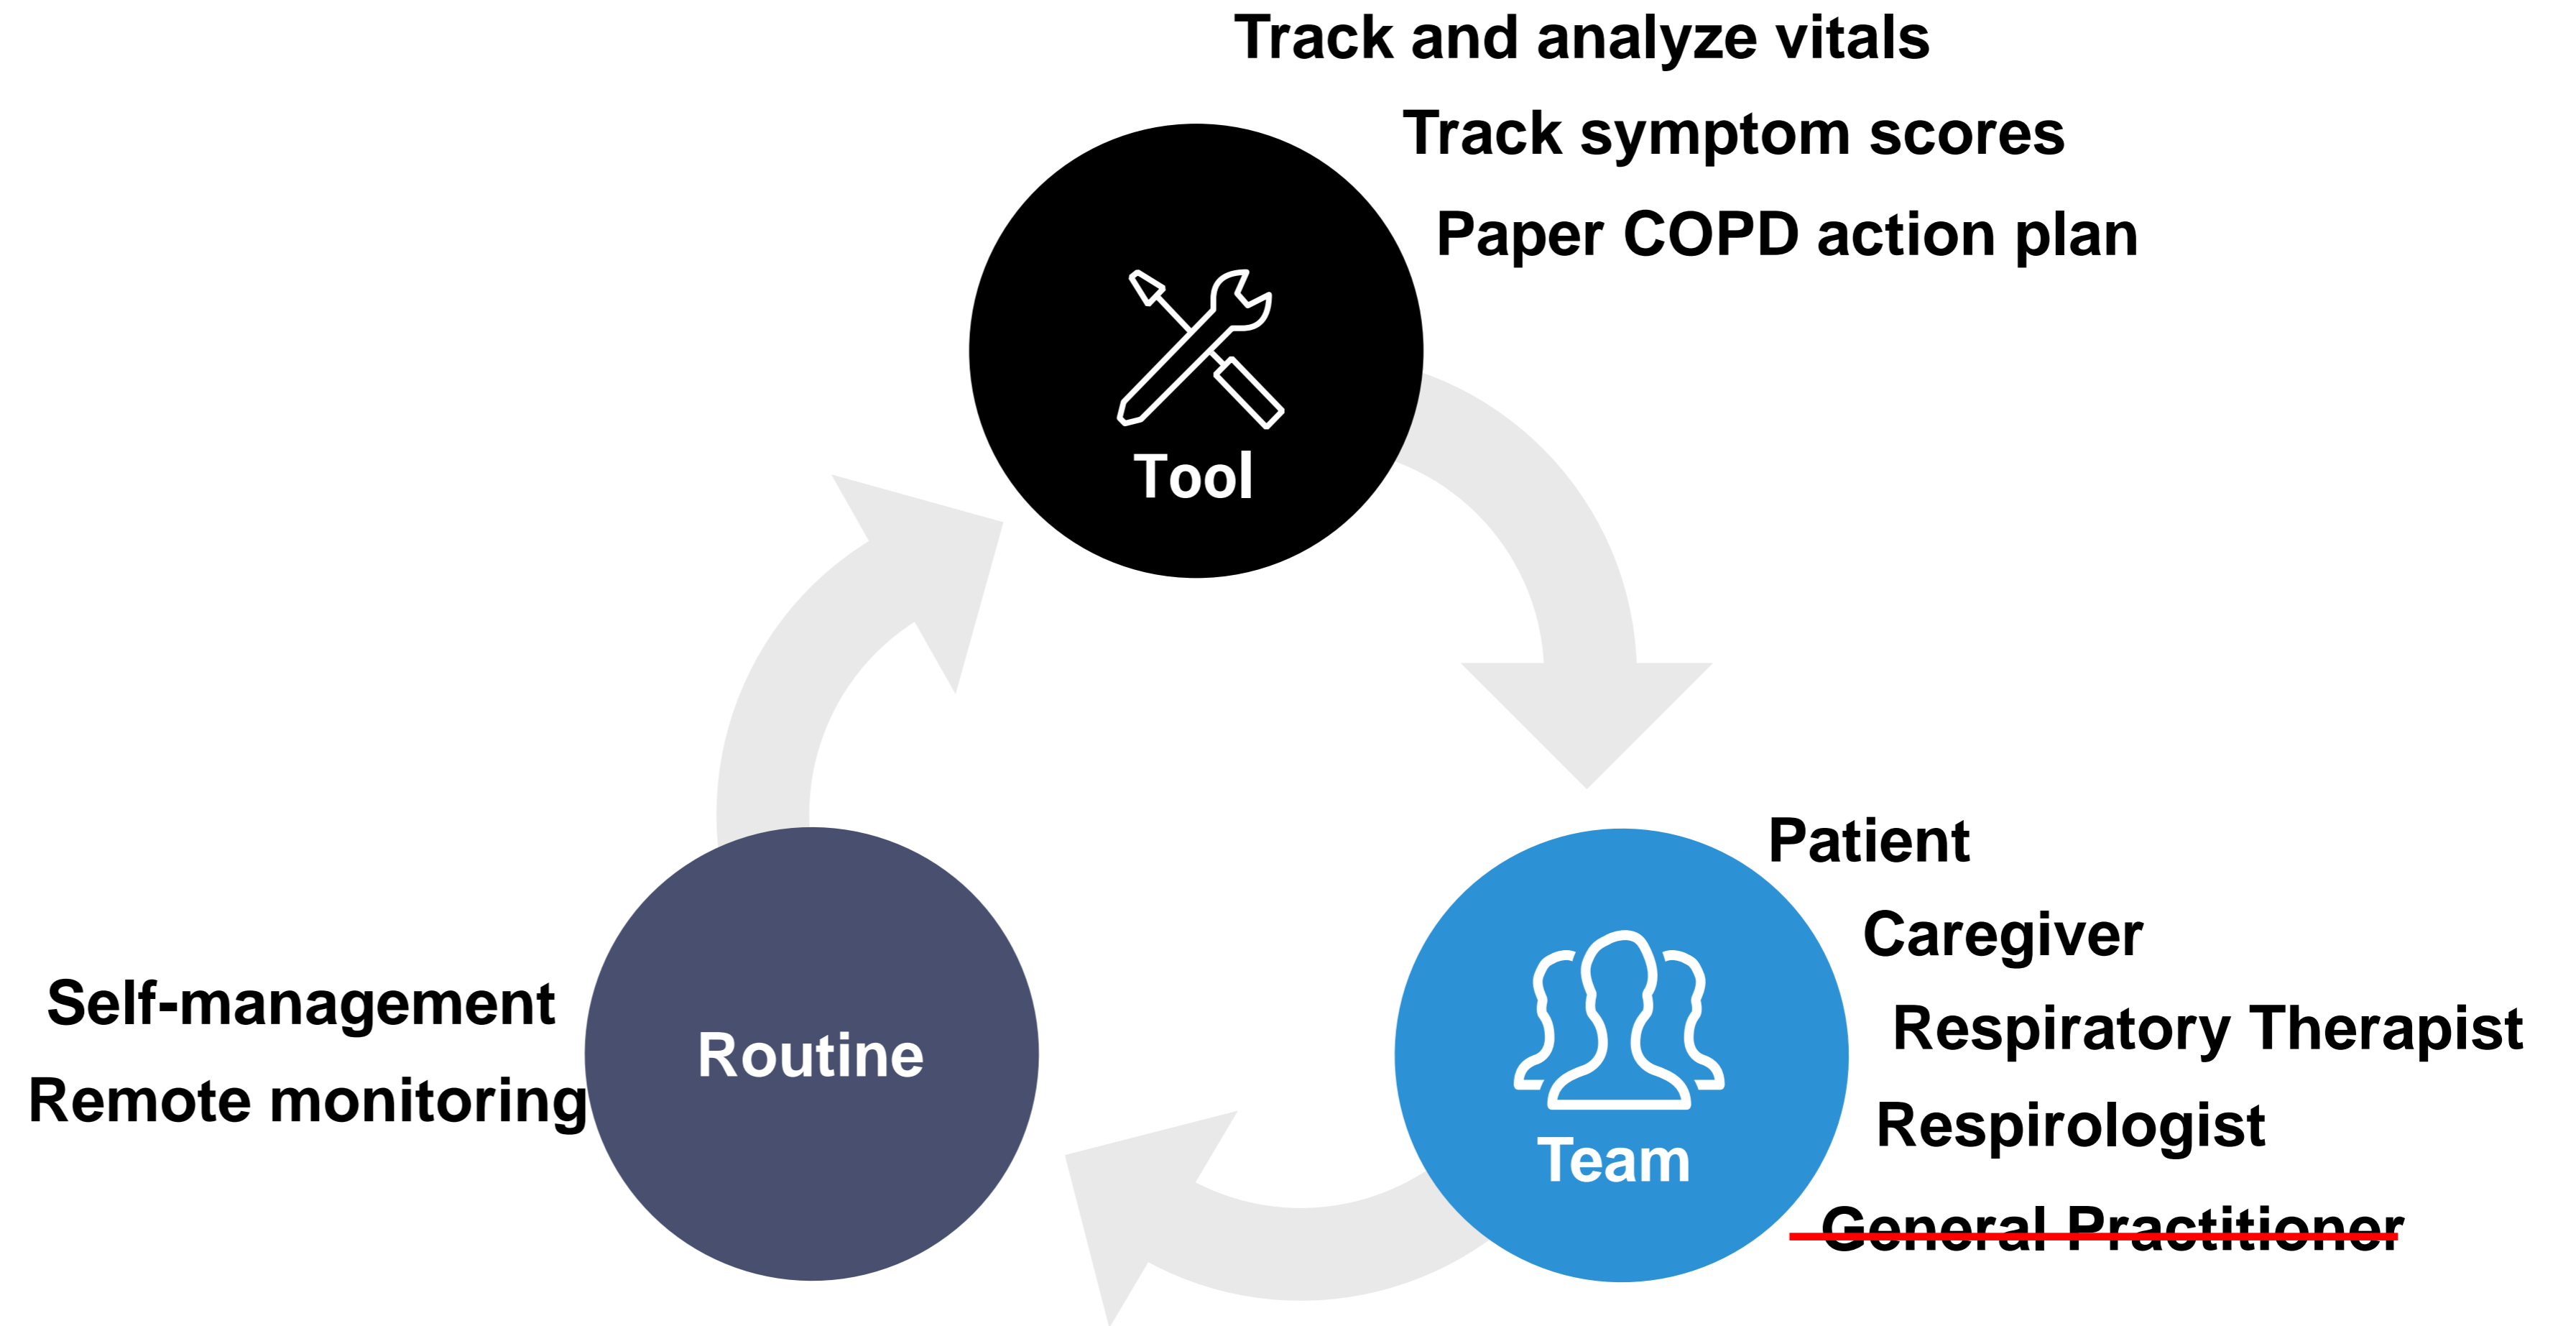 Track and analyze vitals
Track symptom scores
Paper COPD action plan
Tool
Patient
Caregiver
Respiratory Therapist
Respirologist
General Practitioner
Team
Self-management
Remote monitoring
Routine